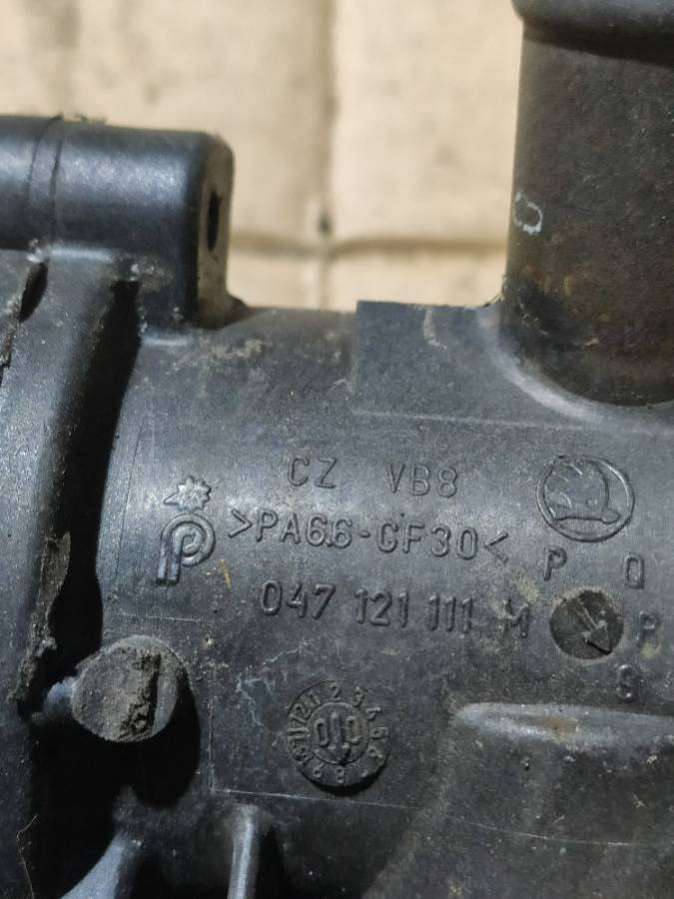 CZ VB8
>PA6.6-GF30<
P Q
047 121 111 M
R
S